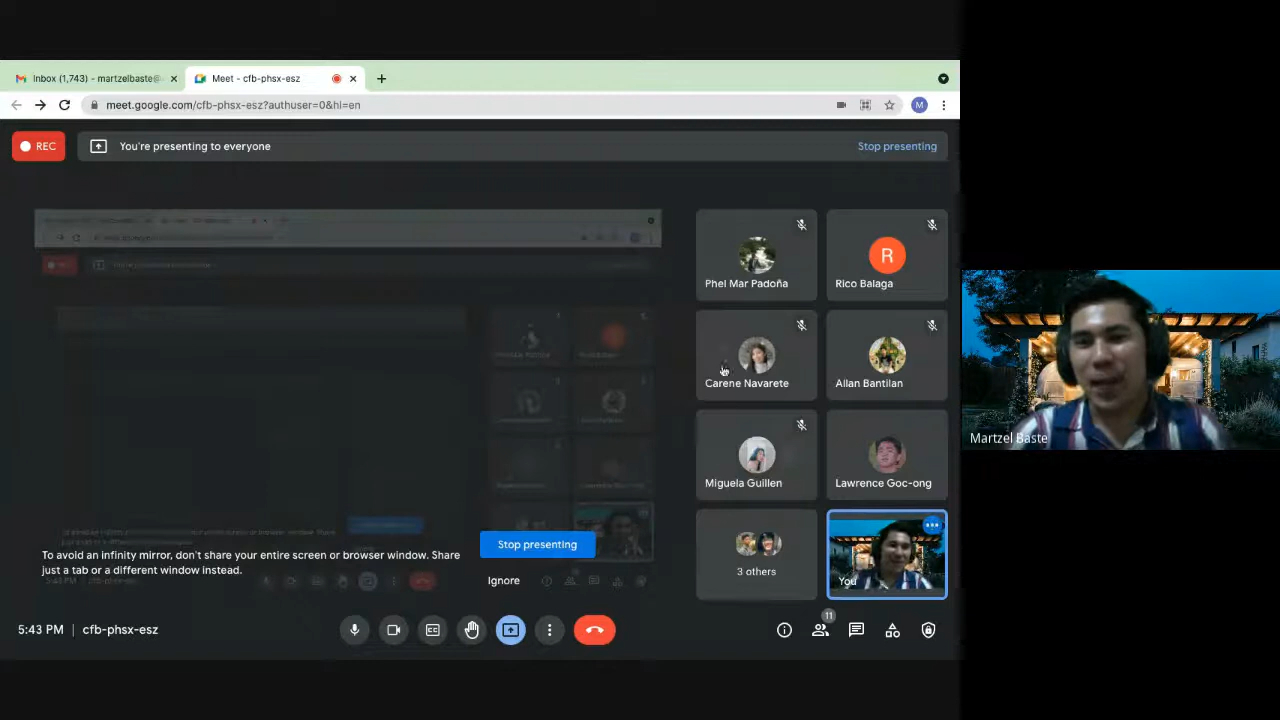 Inbox (1,743) - martzelbaste@
Meet - cfb-phsx-esz
meet.google.com/cfb-phsx-esz?authuser=0&hl=en
M
REC
You're presenting to everyone
Stop presenting
Phel Mar Padoña
R
Rico Balaga
Carene Navarete
Ailan Bantilan
Miguela Guillen
Lawrence Goc-ong
Martzel Baste
To avoid an infinity mirror, don't share your entire screen or browser window. Share
just a tab or a different window instead.
Stop presenting
Ignore
3 others
You
5:43 PM | cfb-phsx-esz
CC
11